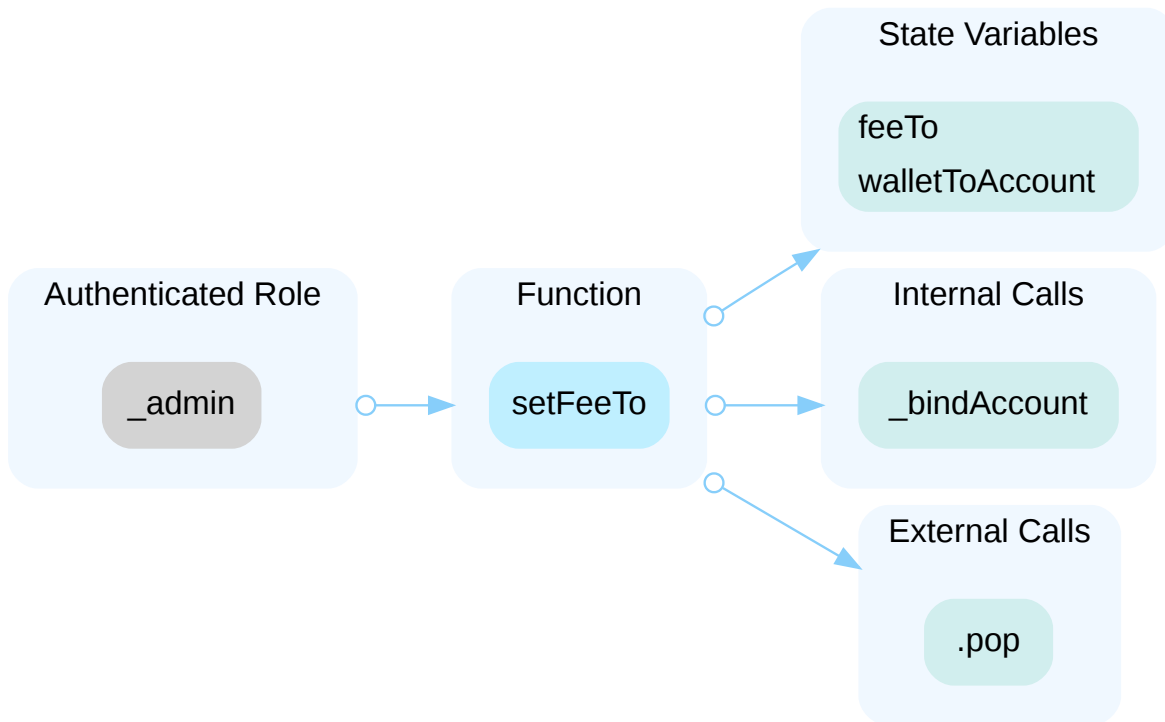 State Variables
feeTo
walletToAccount
Authenticated Role
_admin
Function
setFeeTo
Internal Calls
_bindAccount
External Calls
.pop